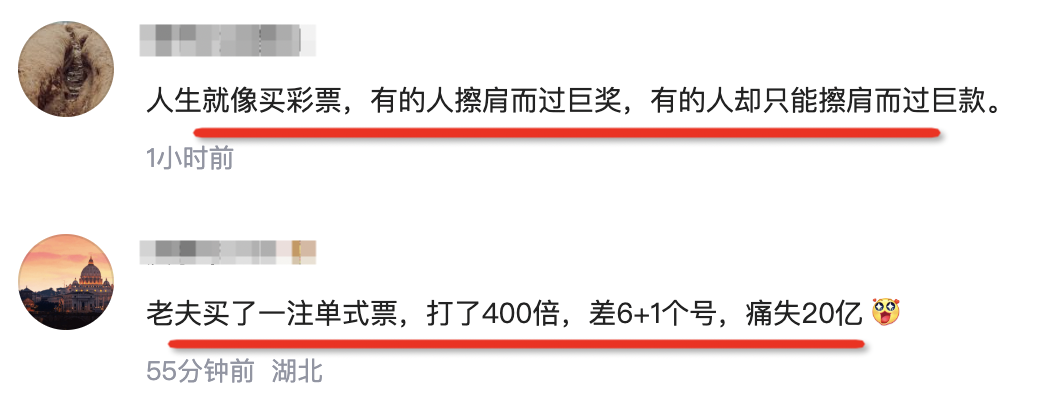 人生就像买彩票，有的人擦肩而过巨奖，有的人却只能擦肩而过巨款。
1小时前
老夫买了一注单式票，打了400倍，差6+1个号，痛失20亿
55分钟前 湖北